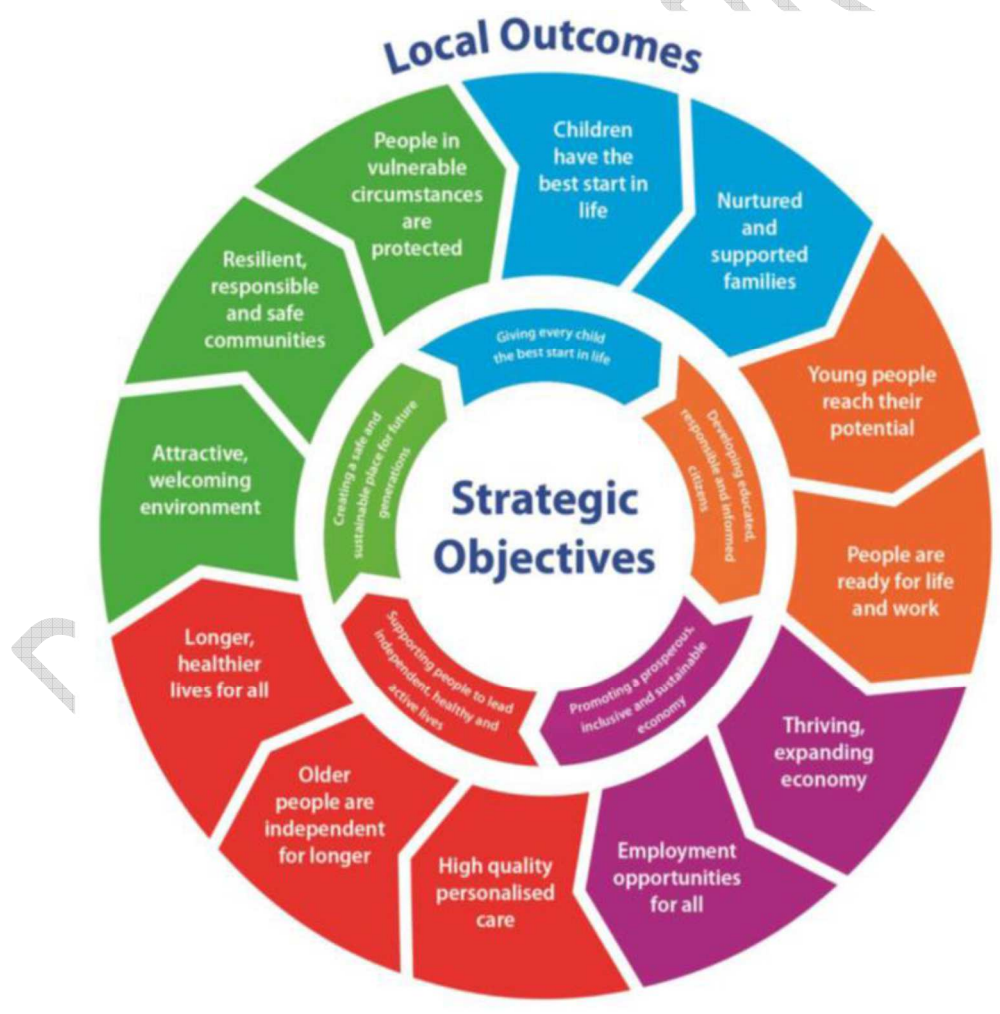 Local Outcomes
Children
have the
best start in
life
Nurtured
and
supported
families
Young people
reach their
potential
People are
ready for life
and work
Thriving,
expanding
economy
Employment
opportunities
for all
High quality
personalised
care
Older
people are
independent
for longer
Longer,
healthier
lives for all
Attractive,
welcoming
environment
Resilient,
responsible
and safe
communities
People in
vulnerable
circumstances
are
protected
Giving every child
the best start in life
Developing educated,
responsible and informed
citizens
Promoting a prosperous,
inclusive and sustainable
economy
Supporting people to lead
independent, healthy and
active lives
Creating a safe and
sustainable place for future
generations
Strategic
Objectives